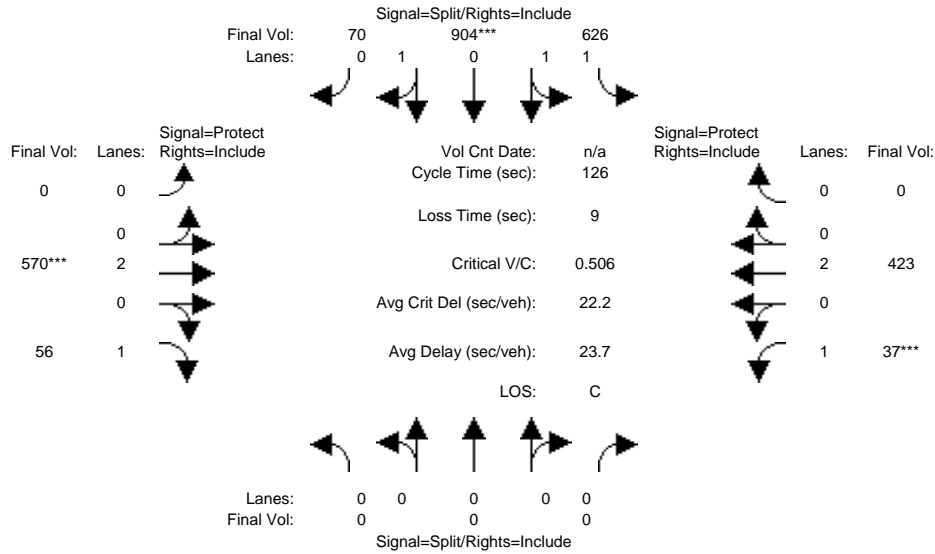 Signal=Split/Rights=Include
Final Vol: 70 904*** 626
Lanes: 0 1 0 1 1
Signal=Protect Signal=Protect
Final Vol: Lanes: Rights=Include Vol Cnt Date: n/a Rights=Include Lanes: Final Vol:
Cycle Time (sec): 126
0 0 0 0
Loss Time (sec): 9
0 0
570*** 2 Critical V/C: 0.506 2 423
0 Avg Crit Del (sec/veh): 22.2 0
56 1 Avg Delay (sec/veh): 23.7 1 37***
LOS: C
Lanes: 0 0 0 0 0
Final Vol: 0 0 0
Signal=Split/Rights=Include